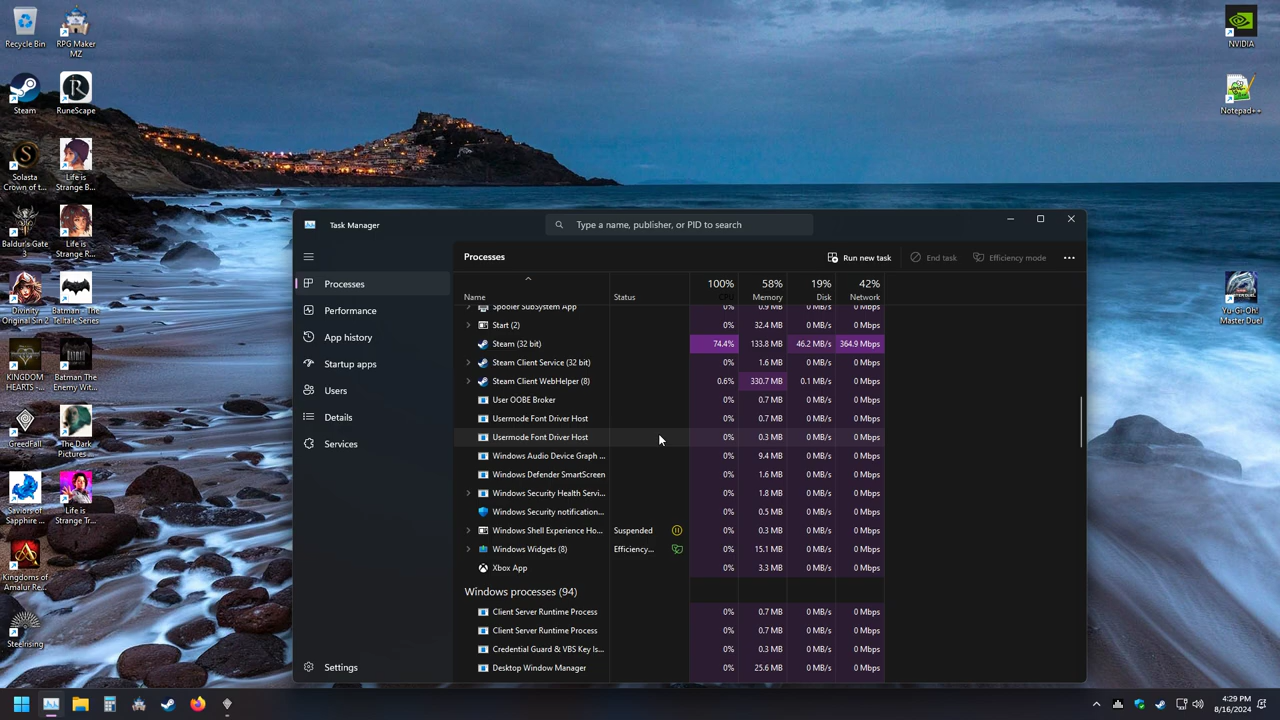 Recycle Bin
RPG Maker MZ
Steam
RuneScape
Solasta Crown of t...
Life is Strange B...
Baldur's Gate 3
Life is Strange R...
Divinity Original Sin 2
Batman - The Telltale Series
KINGDOM HEARTS -...
Batman The Enemy Wit...
GreedFall
The Dark Pictures ...
Saviors of Sapphire ...
Life is Strange Tr...
Kingdoms of Amalur Re...
Steelrising
NVIDIA
Notepad++
Yu-Gi-Oh! Master Duel
Task Manager
Type a name, publisher, or PID to search
Processes
Performance
App history
Startup apps
Users
Details
Services
Settings
Processes
Run new task
End task
Efficiency mode
100% 58% 19% 42%
Name Status CPU Memory Disk Network
Spooler SubSystem App 0% 0.9 MB 0 MB/s 0 Mbps
Start (2) 0% 32.4 MB 0 MB/s 0 Mbps
Steam (32 bit) 74.4% 133.8 MB 46.2 MB/s 364.9 Mbps
Steam Client Service (32 bit) 0% 1.6 MB 0 MB/s 0 Mbps
Steam Client WebHelper (8) 0.6% 330.7 MB 0.1 MB/s 0 Mbps
User OOBE Broker 0% 0.7 MB 0 MB/s 0 Mbps
Usermode Font Driver Host 0% 0.7 MB 0 MB/s 0 Mbps
Usermode Font Driver Host 0% 0.3 MB 0 MB/s 0 Mbps
Windows Audio Device Graph ... 0% 9.4 MB 0 MB/s 0 Mbps
Windows Defender SmartScreen 0% 1.6 MB 0 MB/s 0 Mbps
Windows Security Health Servi... 0% 1.8 MB 0 MB/s 0 Mbps
Windows Security notification... 0% 0.5 MB 0 MB/s 0 Mbps
Windows Shell Experience Ho... Suspended 0% 0.3 MB 0 MB/s 0 Mbps
Windows Widgets (8) Efficiency... 0% 15.1 MB 0 MB/s 0 Mbps
Xbox App 0% 3.3 MB 0 MB/s 0 Mbps
Windows processes (94)
Client Server Runtime Process 0% 0.7 MB 0 MB/s 0 Mbps
Client Server Runtime Process 0% 0.7 MB 0 MB/s 0 Mbps
Credential Guard & VBS Key Is... 0% 0.3 MB 0 MB/s 0 Mbps
Desktop Window Manager 0% 25.6 MB 0 MB/s 0 Mbps
4:29 PM
8/16/2024